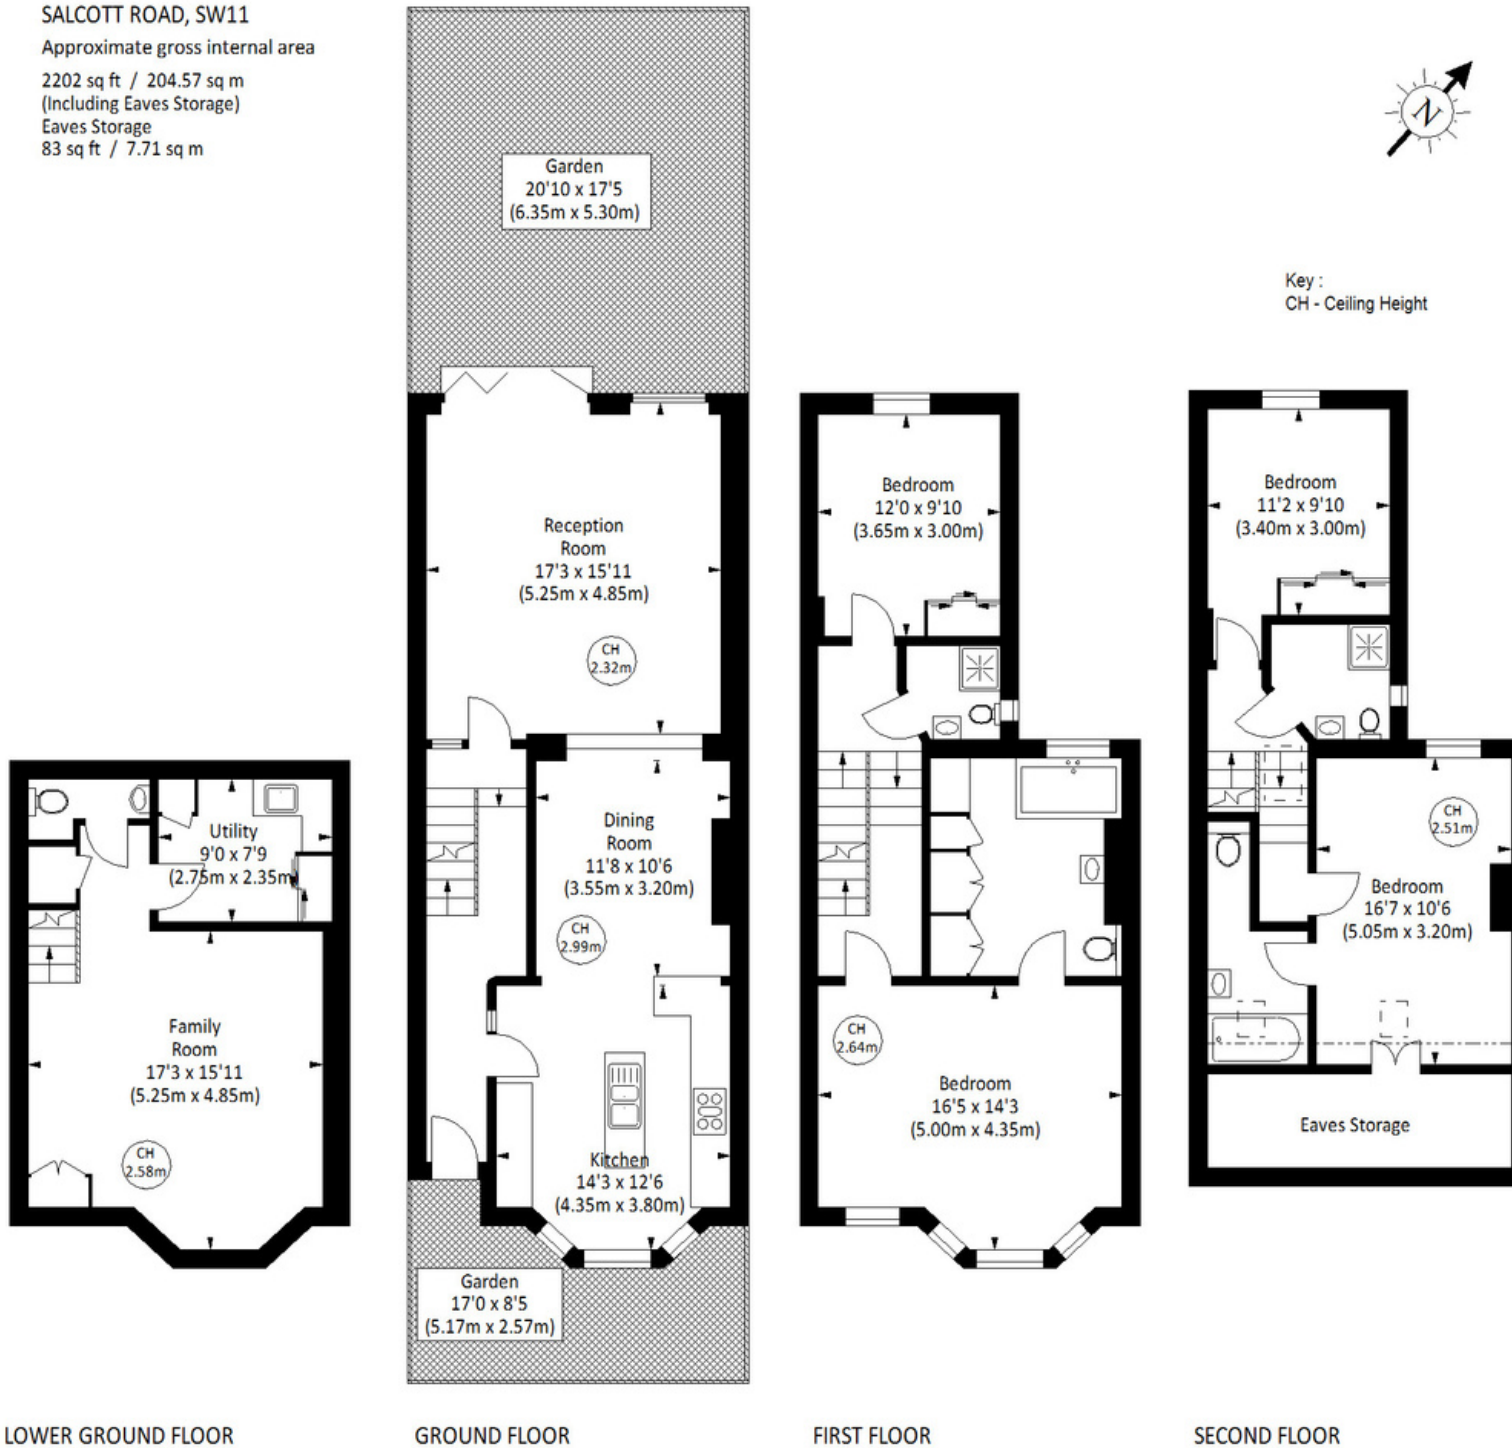 SALCOTT ROAD, SW11
Approximate gross internal area
2202 sq ft / 204.57 sq m
(Including Eaves Storage)
Eaves Storage
83 sq ft / 7.71 sq m
N
Key :
CH - Ceiling Height
Utility
9'0 x 7'9
(2.75m x 2.35m)
Family
Room
17'3 x 15'11
(5.25m x 4.85m)
CH
2.58m
LOWER GROUND FLOOR
Garden
20'10 x 17'5
(6.35m x 5.30m)
Reception
Room
17'3 x 15'11
(5.25m x 4.85m)
CH
2.32m
Dining
Room
11'8 x 10'6
(3.55m x 3.20m)
CH
2.99m
Kitchen
14'3 x 12'6
(4.35m x 3.80m)
Garden
17'0 x 8'5
(5.17m x 2.57m)
GROUND FLOOR
Bedroom
12'0 x 9'10
(3.65m x 3.00m)
CH
2.64m
Bedroom
16'5 x 14'3
(5.00m x 4.35m)
FIRST FLOOR
Bedroom
11'2 x 9'10
(3.40m x 3.00m)
CH
2.51m
Bedroom
16'7 x 10'6
(5.05m x 3.20m)
Eaves Storage
SECOND FLOOR